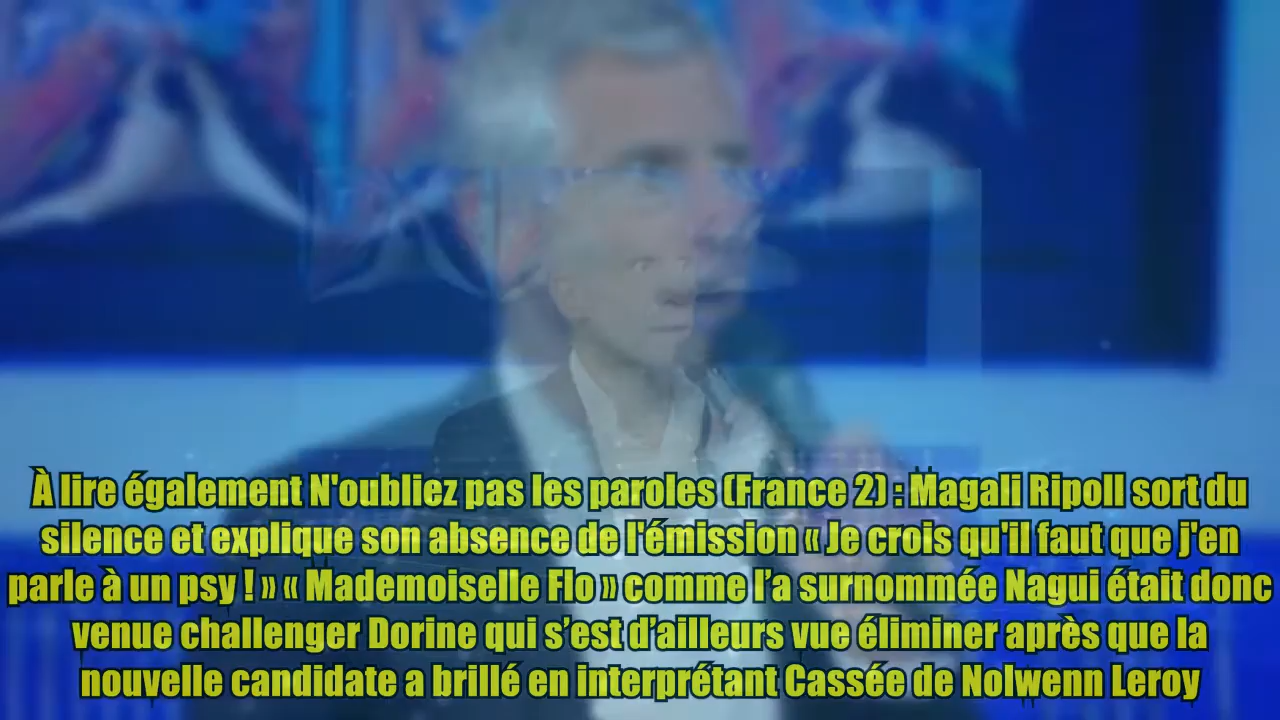 À lire également N'oubliez pas les paroles (France 2) : Magali Ripoll sort du
silence et explique son absence de l'émission « Je crois qu'il faut que j'en
parle à un psy ! » « Mademoiselle Flo » comme l’a surnommée Nagui était donc
venue challenger Dorine qui s’est d’ailleurs vue éliminer après que la
nouvelle candidate a brillé en interprétant Cassée de Nolwenn Leroy